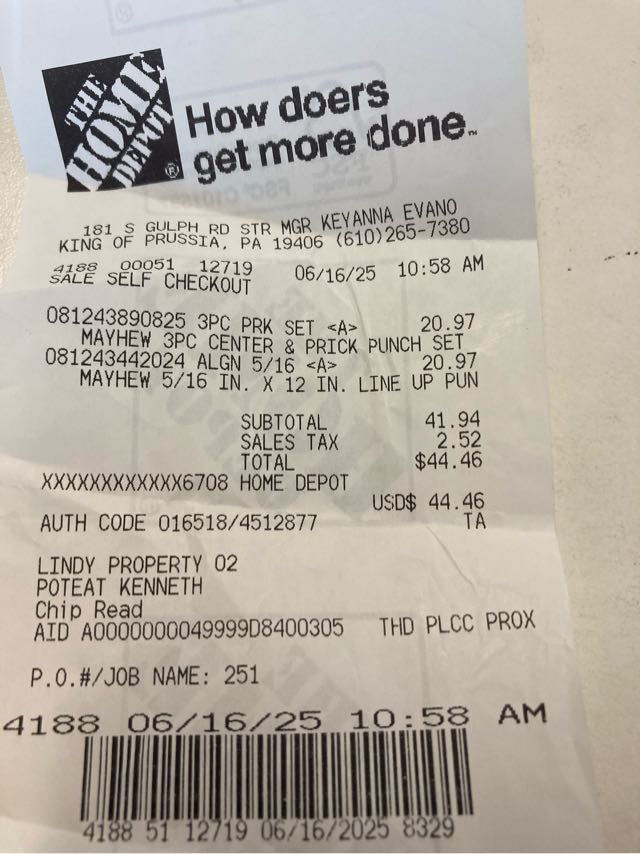 THE HOME DEPOT ®
How doers
get more done.™
181 S GULPH RD STR MGR KEYANNA EVANO
KING OF PRUSSIA, PA 19406 (610)265-7380
4188 00051 12719 06/16/25 10:58 AM
SALE SELF CHECKOUT
081243890825 3PC PRK SET <A> 20.97
MAYHEW 3PC CENTER & PRICK PUNCH SET
081243442024 ALGN 5/16 <A> 20.97
MAYHEW 5/16 IN. X 12 IN. LINE UP PUN
SUBTOTAL 41.94
SALES TAX 2.52
TOTAL $44.46
XXXXXXXXXXXX6708 HOME DEPOT
USD$ 44.46
AUTH CODE 016518/4512877 TA
LINDY PROPERTY 02
POTEAT KENNETH
Chip Read
AID A0000000049999D8400305 THD PLCC PROX
P.O.#/JOB NAME: 251
4188 06/16/25 10:58 AM
4188 51 12719 06/16/2025 8329